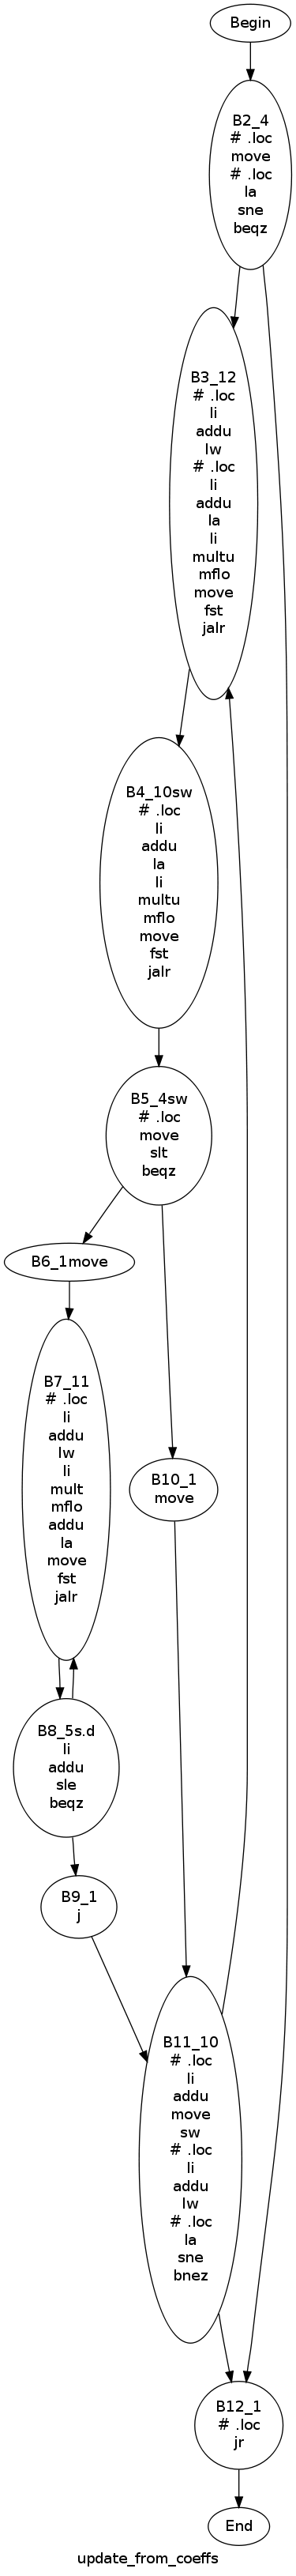 Begin
B2_4
# .loc
move
# .loc
la
sne
beqz
B3_12
# .loc
li
addu
lw
# .loc
li
addu
la
li
multu
mflo
move
fst
jalr
B4_10sw
# .loc
li
addu
la
li
multu
mflo
move
fst
jalr
B5_4sw
# .loc
move
slt
beqz
B6_1move
B7_11
# .loc
li
addu
lw
li
mult
mflo
addu
la
move
fst
jalr
B10_1
move
B8_5s.d
li
addu
sle
beqz
B9_1
j
B11_10
# .loc
li
addu
move
sw
# .loc
li
addu
lw
# .loc
la
sne
bnez
B12_1
# .loc
jr
End
update_from_coeffs